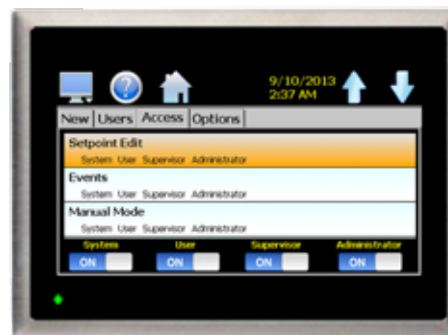 9/10/2013
2:37 AM
New Users Access Options
Setpoint Edit
System User Supervisor Administrator
Events
System User Supervisor Administrator
Manual Mode
System User Supervisor Administrator
System User Supervisor Administrator
ON ON ON ON